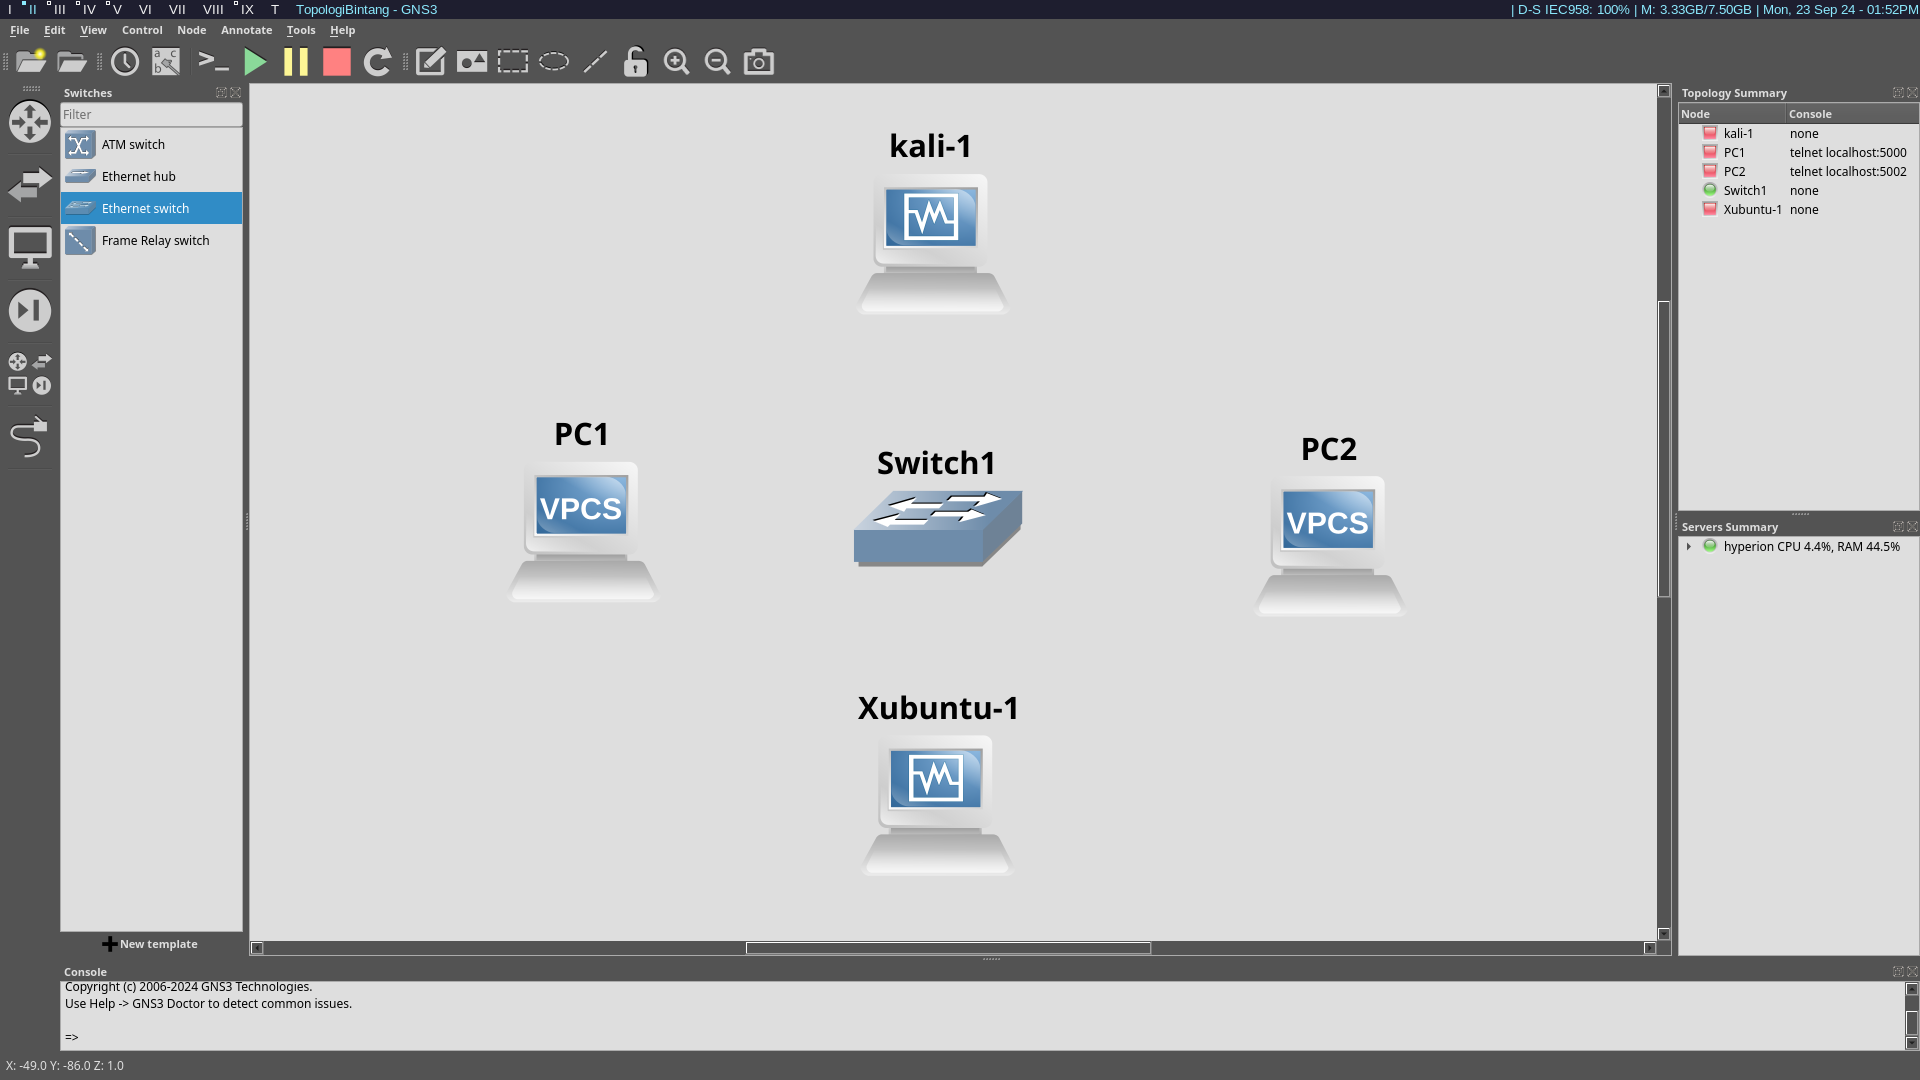 I II III IV V VI VII VIII IX T TopologiBintang - GNS3 | D-S IEC958: 100% | M: 3.33GB/7.50GB | Mon, 23 Sep 24 - 01:52PM
File Edit View Control Node Annotate Tools Help
a c
b
>_
Switches
Filter
ATM switch
Ethernet hub
Ethernet switch
Frame Relay switch
New template
kali-1
PC1
VPCS
Switch1
PC2
VPCS
Xubuntu-1
Topology Summary
Node Console
kali-1 none
PC1 telnet localhost:5000
PC2 telnet localhost:5002
Switch1 none
Xubuntu-1 none
Servers Summary
hyperion CPU 4.4%, RAM 44.5%
Console
Copyright (c) 2006-2024 GNS3 Technologies.
Use Help -> GNS3 Doctor to detect common issues.
=>
X: -49.0 Y: -86.0 Z: 1.0